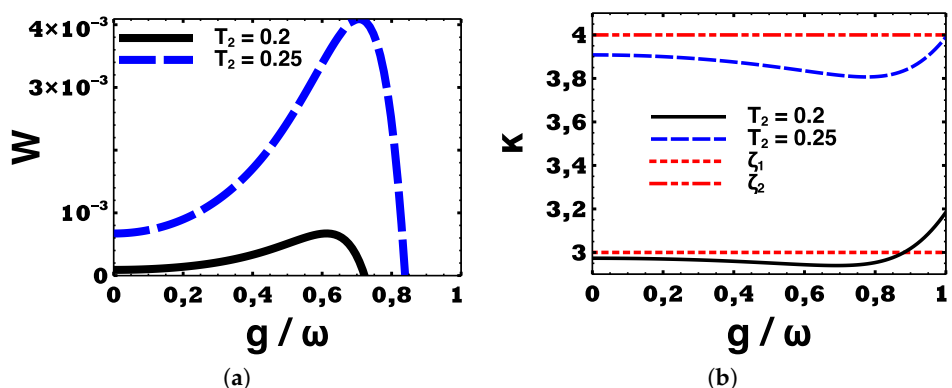 4×10⁻³
3×10⁻³
10⁻³
0
W
T₂ = 0.2
T₂ = 0.25
0 0,2 0,4 0,6 0,8 1
g / ω
(a)
4
3,8
3,6
3,4
3,2
3
K
T₂ = 0.2
T₂ = 0.25
ζ₁
ζ₂
0 0,2 0,4 0,6 0,8 1
g / ω
(b)